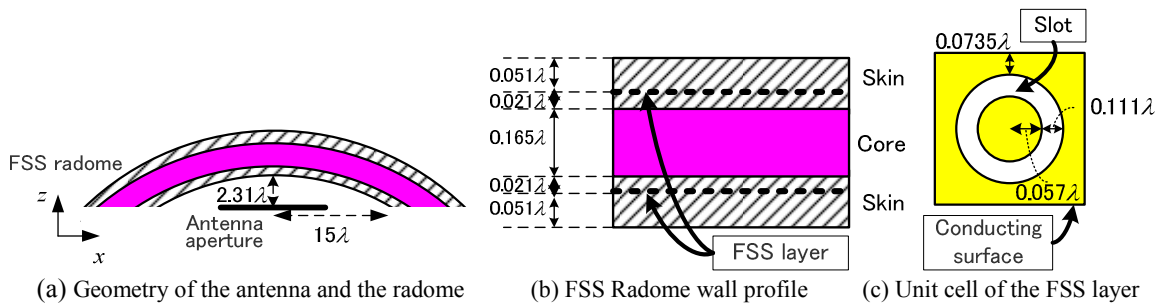 FSS radome
z
x
2.31λ
Antenna
aperture
15λ
(a) Geometry of the antenna and the radome
0.051λ
0.021λ
0.165λ
0.021λ
0.051λ
Skin
Core
Skin
FSS layer
(b) FSS Radome wall profile
Slot
0.0735λ
0.111λ
0.057λ
Conducting
surface
(c) Unit cell of the FSS layer